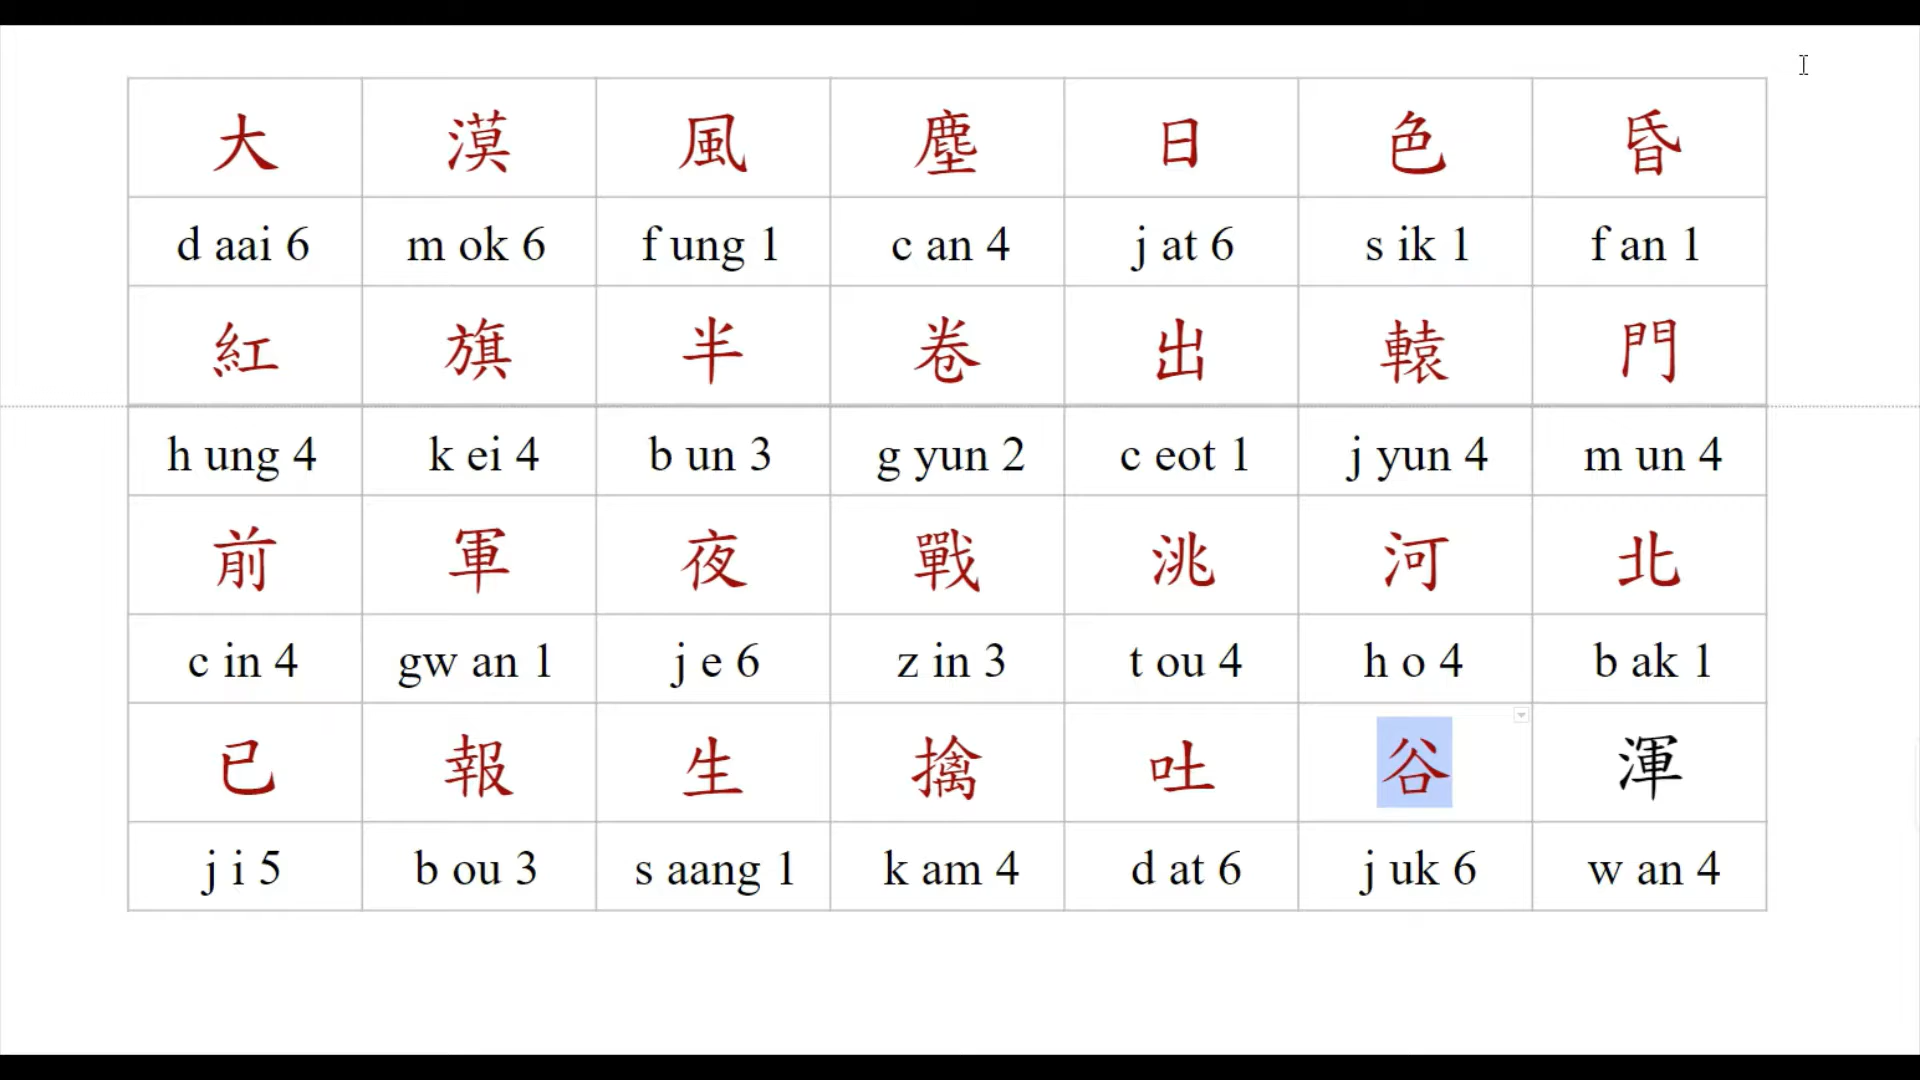 大 漠 風 塵 日 色 昏
d aai 6 m ok 6 f ung 1 c an 4 j at 6 s ik 1 f an 1
紅 旗 半 卷 出 轅 門
h ung 4 k ei 4 b un 3 g yun 2 c eot 1 j yun 4 m un 4
前 軍 夜 戰 洮 河 北
c in 4 gw an 1 j e 6 z in 3 t ou 4 h o 4 b ak 1
已 報 生 擒 吐 谷 渾
j i 5 b ou 3 s aang 1 k am 4 d at 6 j uk 6 w an 4